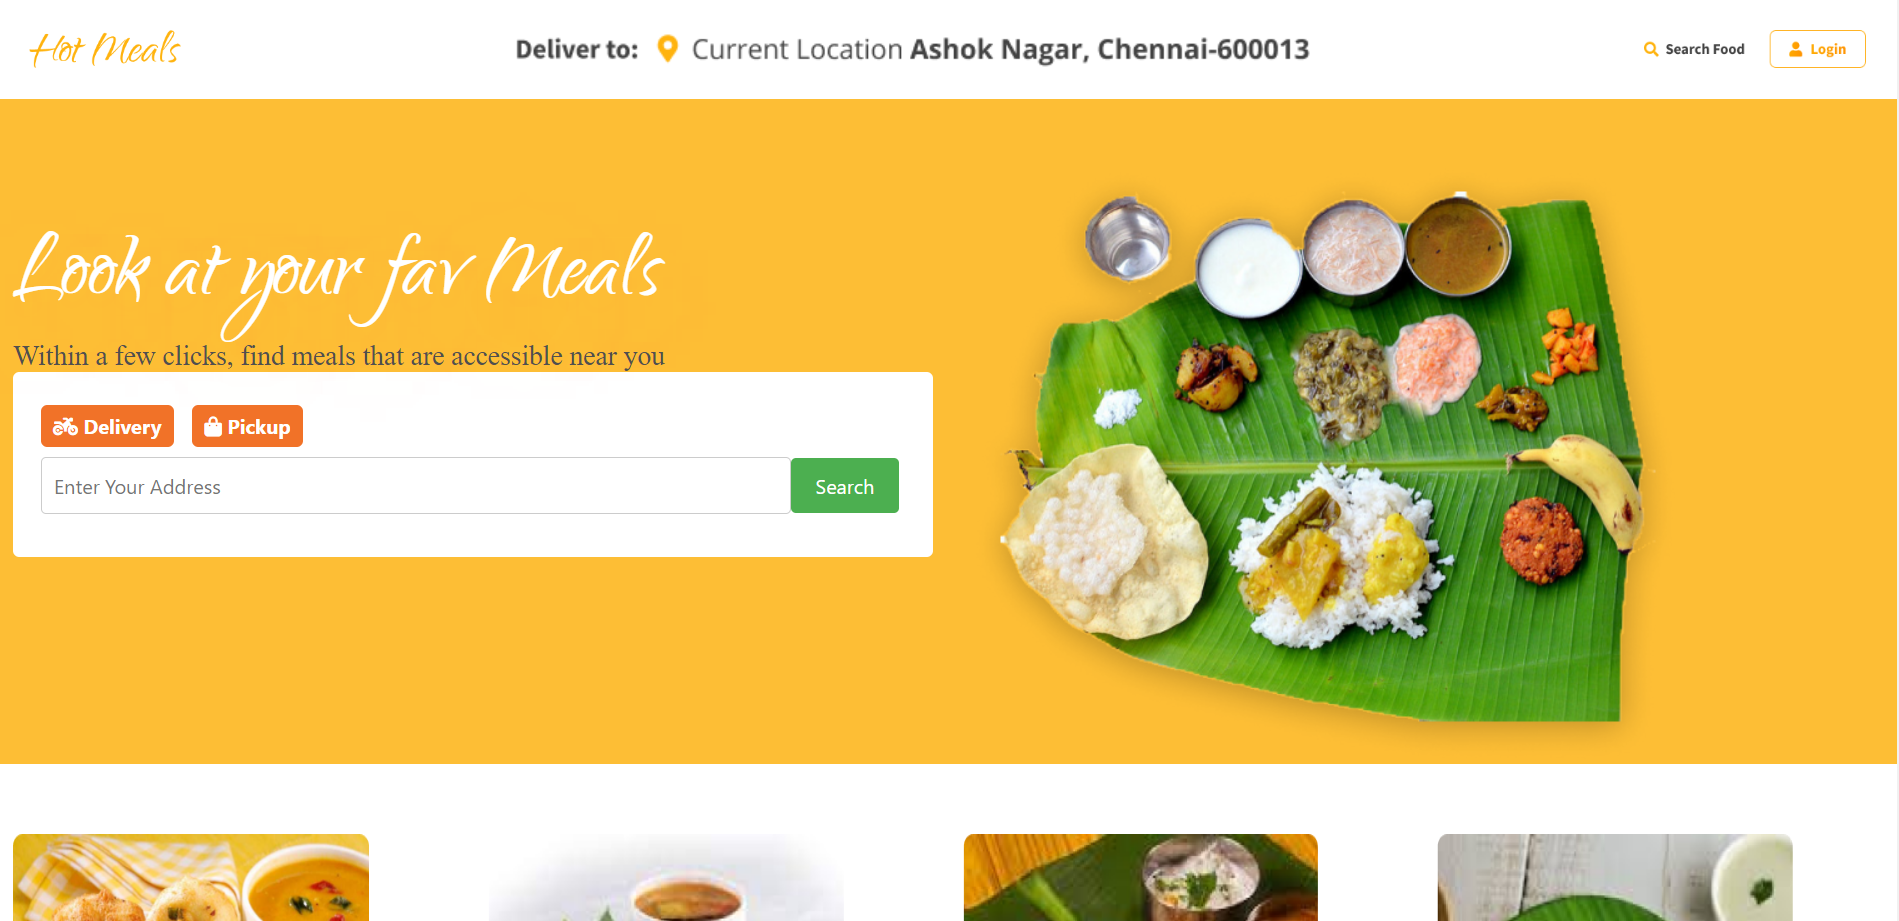 Hot Meals
Deliver to: Current Location Ashok Nagar, Chennai-600013
Search Food
Login
Look at your fav Meals
Within a few clicks, find meals that are accessible near you
Delivery
Pickup
Enter Your Address
Search